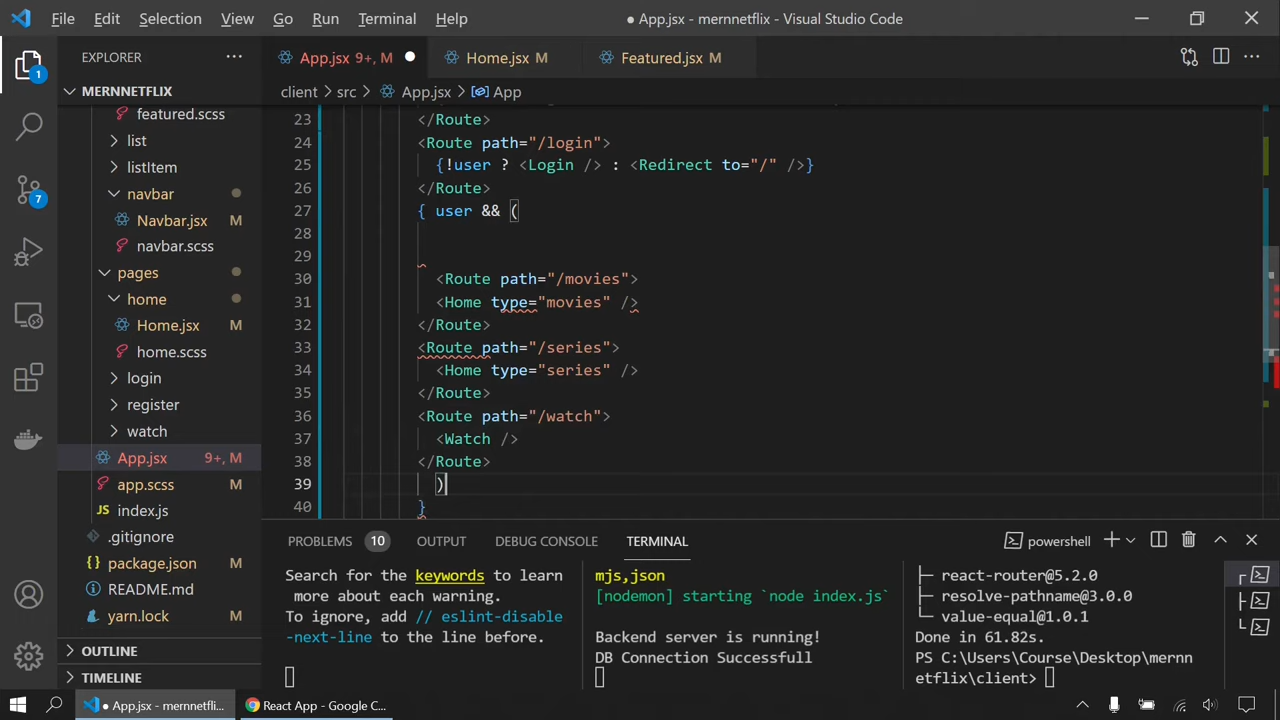 File Edit Selection View Go Run Terminal Help ● App.jsx - mernnetflix - Visual Studio Code
EXPLORER
App.jsx 9+, M
Home.jsx M
Featured.jsx M
MERNNETFLIX
client > src > App.jsx > App
featured.scss
list
listItem
navbar
Navbar.jsx M
navbar.scss
pages
home
Home.jsx M
home.scss
login
register
watch
App.jsx 9+, M
app.scss M
index.js
.gitignore
package.json M
README.md
yarn.lock M
OUTLINE
TIMELINE
1
7
23 </Route>
24 <Route path="/login">
25 {!user ? <Login /> : <Redirect to="/" />}
26 </Route>
27 { user && (
28
29
30 <Route path="/movies">
31 <Home type="movies" />
32 </Route>
33 <Route path="/series">
34 <Home type="series" />
35 </Route>
36 <Route path="/watch">
37 <Watch />
38 </Route>
39 )
40 }
PROBLEMS 10 OUTPUT DEBUG CONSOLE TERMINAL powershell
Search for the keywords to learn
more about each warning.
To ignore, add // eslint-disable
-next-line to the line before.
mjs,json
[nodemon] starting `node index.js`
Backend server is running!
DB Connection Successfull
├─ react-router@5.2.0
├─ resolve-pathname@3.0.0
└─ value-equal@1.0.1
Done in 61.82s.
PS C:\Users\Course\Desktop\mernn
etflix\client>
● App.jsx - mernnetflix...
React App - Google C...